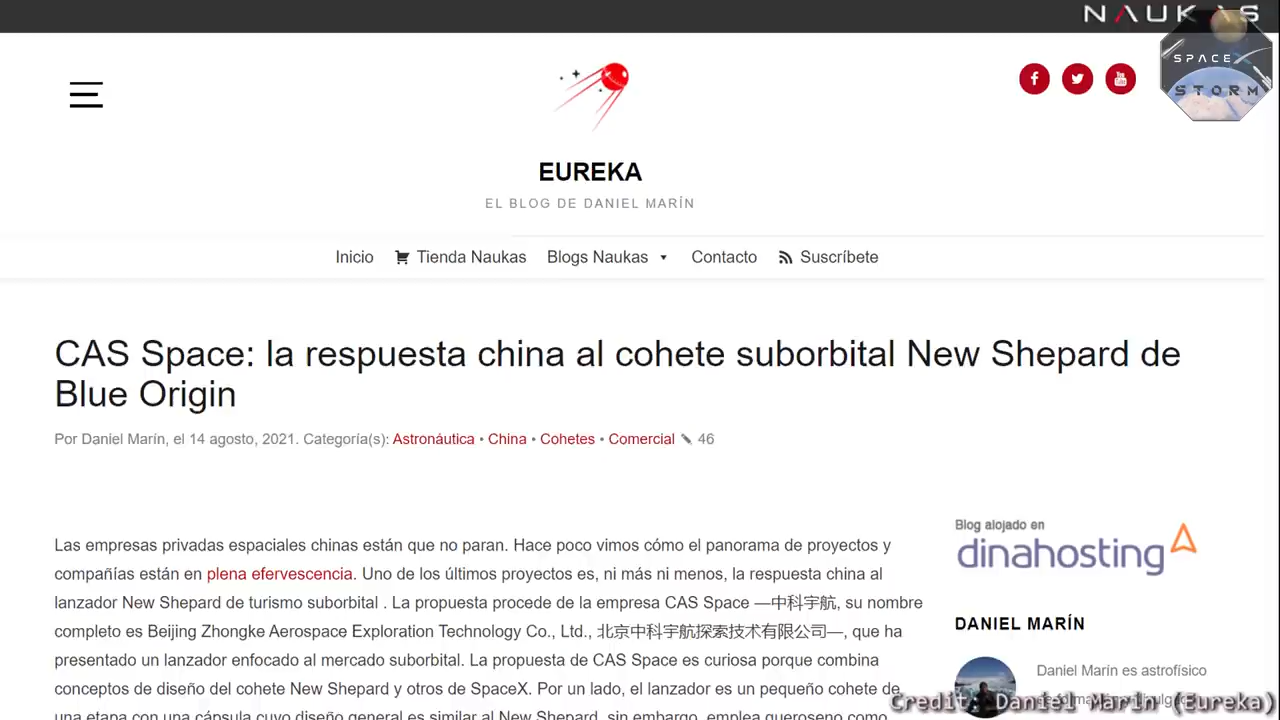 NAUKAS
SPACE X
STORM
EUREKA
EL BLOG DE DANIEL MARÍN
Inicio Tienda Naukas Blogs Naukas Contacto Suscríbete
CAS Space: la respuesta china al cohete suborbital New Shepard de
Blue Origin
Por Daniel Marín, el 14 agosto, 2021. Categoría(s): Astronáutica • China • Cohetes • Comercial 46
Las empresas privadas espaciales chinas están que no paran. Hace poco vimos cómo el panorama de proyectos y
compañías están en plena efervescencia. Uno de los últimos proyectos es, ni más ni menos, la respuesta china al
lanzador New Shepard de turismo suborbital . La propuesta procede de la empresa CAS Space —中科宇航, su nombre
completo es Beijing Zhongke Aerospace Exploration Technology Co., Ltd., 北京中科宇航探索技术有限公司—, que ha
presentado un lanzador enfocado al mercado suborbital. La propuesta de CAS Space es curiosa porque combina
conceptos de diseño del cohete New Shepard y otros de SpaceX. Por un lado, el lanzador es un pequeño cohete de
una etapa con una cápsula cuyo diseño general es similar al New Shepard, sin embargo, emplea queroseno como
Blog alojado en
dinahosting
DANIEL MARÍN
Daniel Marín es astrofísico
Credit: Daniel Marín (Eureka)